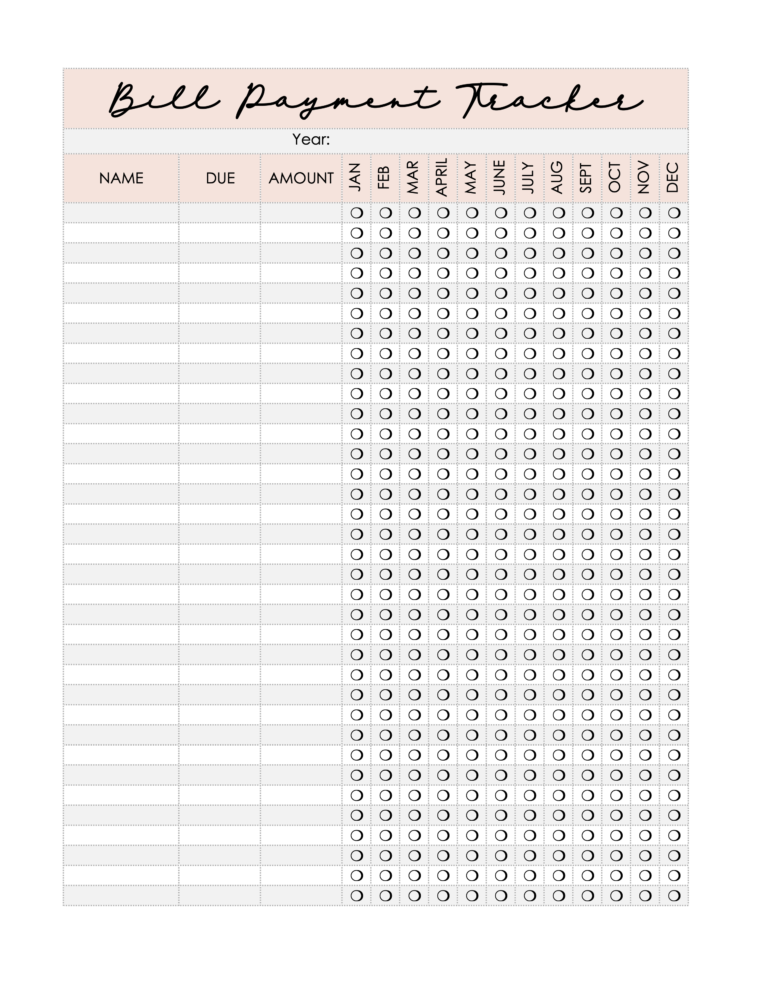 Bill Payment Tracker
Year:
NAME DUE AMOUNT JAN FEB MAR APRIL MAY JUNE JULY AUG SEPT OCT NOV DEC